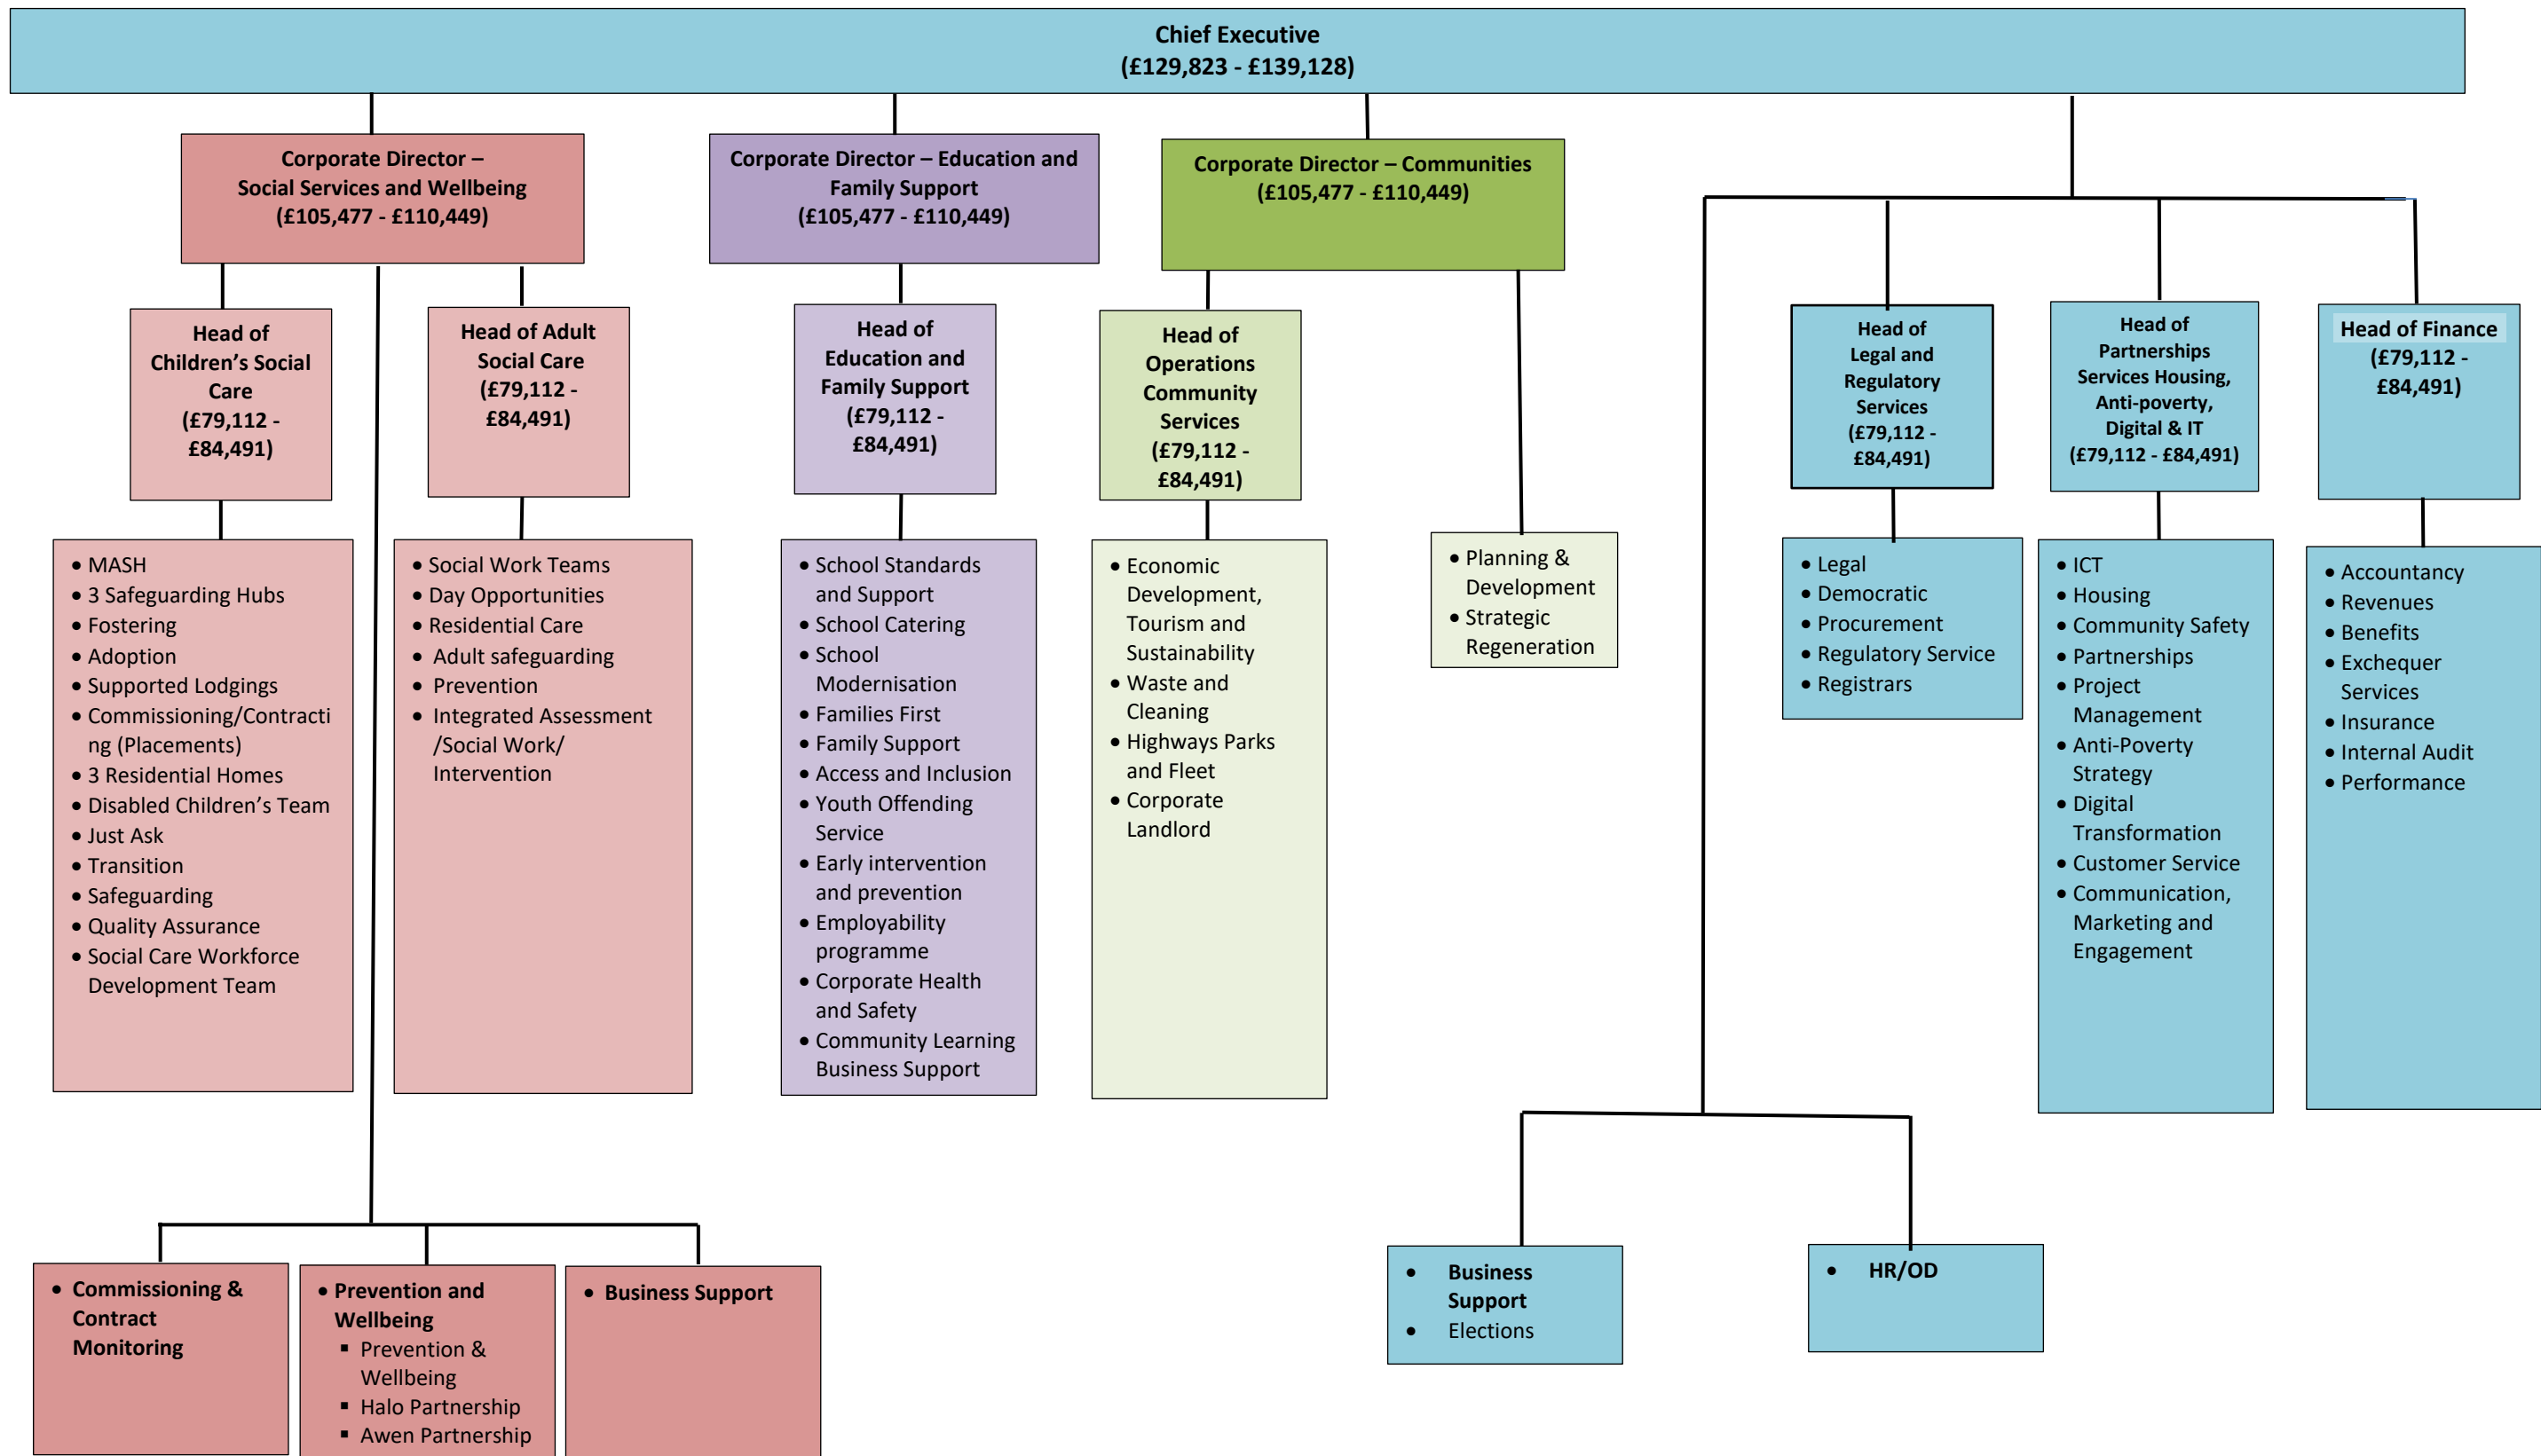 Chief Executive
(£129,823 - £139,128)
Corporate Director –
Social Services and Wellbeing
(£105,477 - £110,449)
Corporate Director – Education and
Family Support
(£105,477 - £110,449)
Corporate Director – Communities
(£105,477 - £110,449)
Head of
Children’s Social
Care
(£79,112 -
£84,491)
Head of Adult
Social Care
(£79,112 -
£84,491)
Head of
Education and
Family Support
(£79,112 -
£84,491)
Head of
Operations
Community
Services
(£79,112 -
£84,491)
Head of
Legal and
Regulatory
Services
(£79,112 -
£84,491)
Head of
Partnerships
Services Housing,
Anti-poverty,
Digital & IT
(£79,112 - £84,491)
Head of Finance
(£79,112 -
£84,491)
• MASH
• 3 Safeguarding Hubs
• Fostering
• Adoption
• Supported Lodgings
• Commissioning/Contracti
ng (Placements)
• 3 Residential Homes
• Disabled Children’s Team
• Just Ask
• Transition
• Safeguarding
• Quality Assurance
• Social Care Workforce
Development Team
• Social Work Teams
• Day Opportunities
• Residential Care
• Adult safeguarding
• Prevention
• Integrated Assessment
/Social Work/
Intervention
• School Standards
and Support
• School Catering
• School
Modernisation
• Families First
• Family Support
• Access and Inclusion
• Youth Offending
Service
• Early intervention
and prevention
• Employability
programme
• Corporate Health
and Safety
• Community Learning
Business Support
• Economic
Development,
Tourism and
Sustainability
• Waste and
Cleaning
• Highways Parks
and Fleet
• Corporate
Landlord
• Planning &
Development
• Strategic
Regeneration
• Legal
• Democratic
• Procurement
• Regulatory Service
• Registrars
• ICT
• Housing
• Community Safety
• Partnerships
• Project
Management
• Anti-Poverty
Strategy
• Digital
Transformation
• Customer Service
• Communication,
Marketing and
Engagement
• Accountancy
• Revenues
• Benefits
• Exchequer
Services
• Insurance
• Internal Audit
• Performance
• Commissioning &
Contract
Monitoring
• Prevention and
Wellbeing
▪ Prevention &
Wellbeing
▪ Halo Partnership
▪ Awen Partnership
• Business Support
• Business
Support
• Elections
• HR/OD